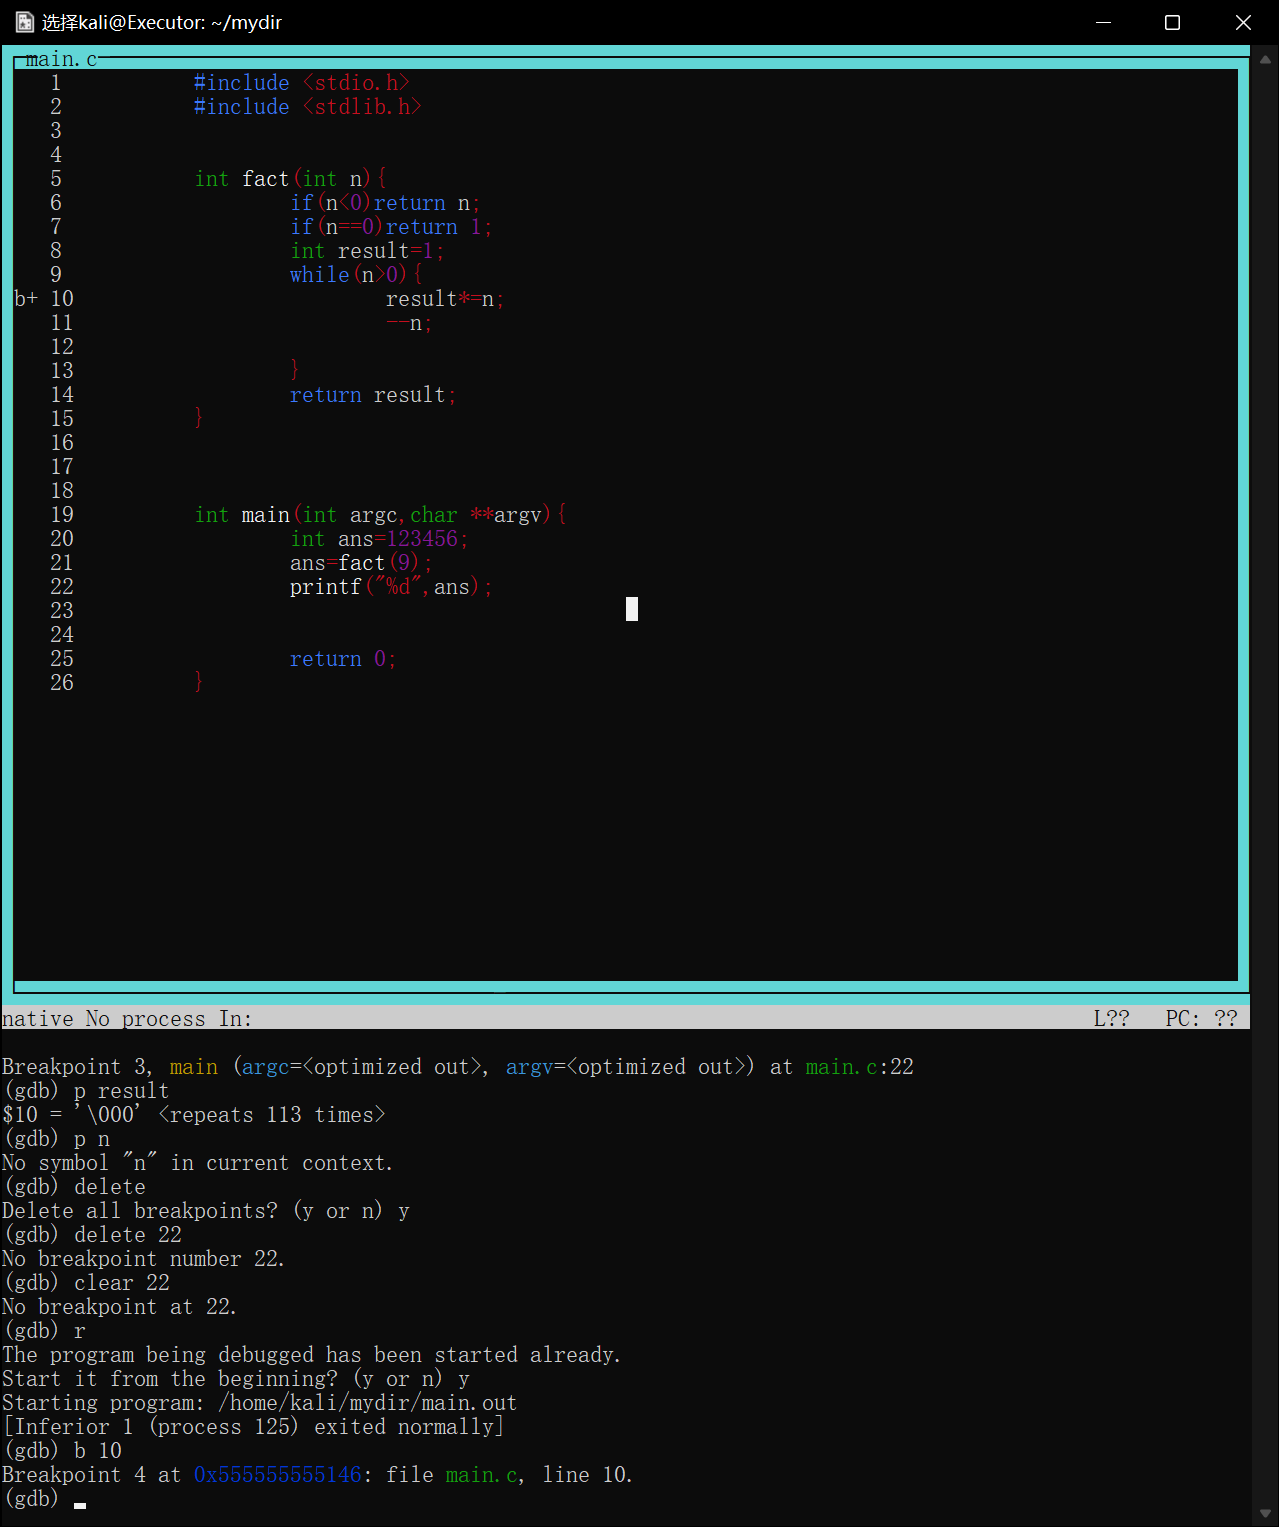 选择kali@Executor: ~/mydir
main.c
1 #include <stdio.h>
2 #include <stdlib.h>
3
4
5 int fact(int n){
6 if(n<0)return n;
7 if(n==0)return 1;
8 int result=1;
9 while(n>0){
b+ 10 result*=n;
11 --n;
12
13 }
14 return result;
15 }
16
17
18
19 int main(int argc,char **argv){
20 int ans=123456;
21 ans=fact(9);
22 printf("%d",ans);
23
24
25 return 0;
26 }
native No process In: L?? PC: ??
Breakpoint 3, main (argc=<optimized out>, argv=<optimized out>) at main.c:22
(gdb) p result
$10 = '\000' <repeats 113 times>
(gdb) p n
No symbol "n" in current context.
(gdb) delete
Delete all breakpoints? (y or n) y
(gdb) delete 22
No breakpoint number 22.
(gdb) clear 22
No breakpoint at 22.
(gdb) r
The program being debugged has been started already.
Start it from the beginning? (y or n) y
Starting program: /home/kali/mydir/main.out
[Inferior 1 (process 125) exited normally]
(gdb) b 10
Breakpoint 4 at 0x555555555146: file main.c, line 10.
(gdb)